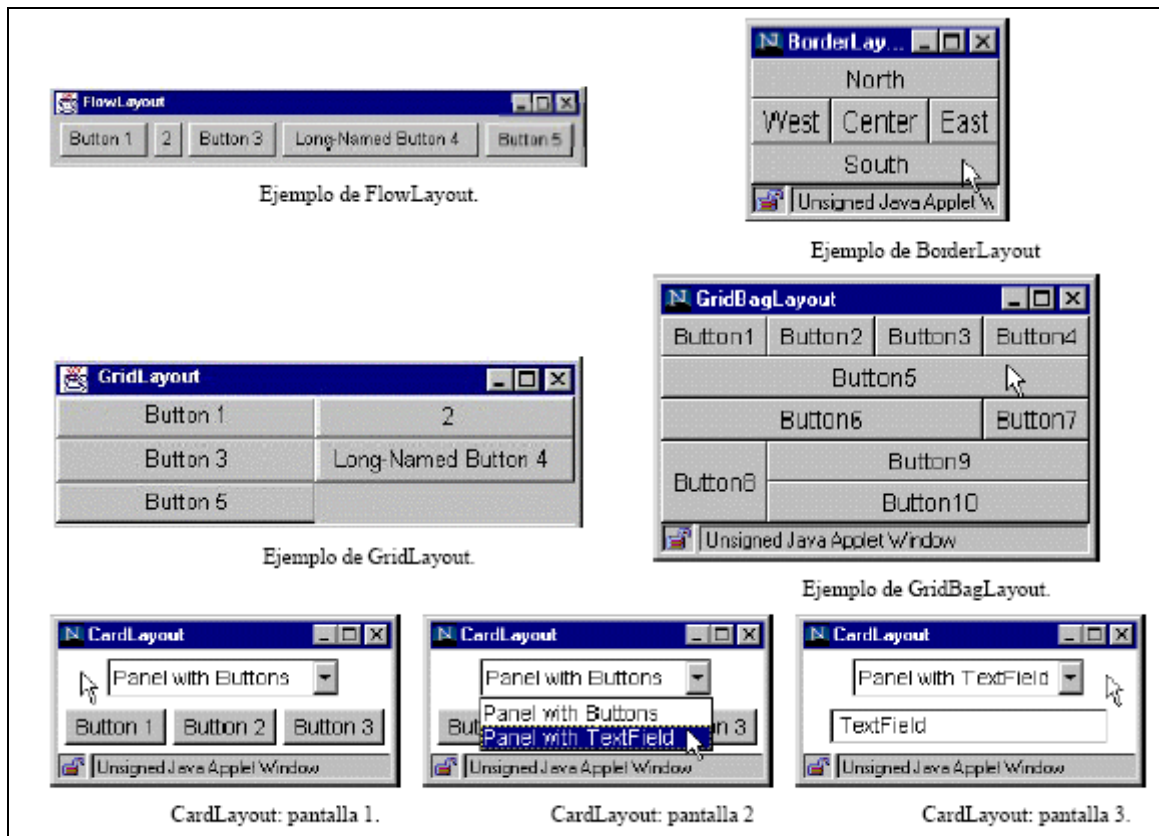 FlowLayout
Button 1 2 Button 3 Long-Named Button 4 Button 5
Ejemplo de FlowLayout.
N BorderLay...
North
West Center East
South
Unsigned Java Applet W
Ejemplo de BorderLayout
GridLayout
Button 1 2
Button 3 Long-Named Button 4
Button 5
Ejemplo de GridLayout.
N GridBagLayout
Button1 Button2 Button3 Button4
Button5
Button6 Button7
Button8 Button9
Button10
Unsigned Java Applet Window
Ejemplo de GridBagLayout.
N CardLayout
Panel with Buttons
Button 1 Button 2 Button 3
Unsigned Java Applet Window
CardLayout: pantalla 1.
N CardLayout
Panel with Buttons
Panel with Buttons
Panel with TextField
But n 3
Unsigned Java Applet Window
CardLayout: pantalla 2
N CardLayout
Panel with TextField
TextField
Unsigned Java Applet Window
CardLayout: pantalla 3.